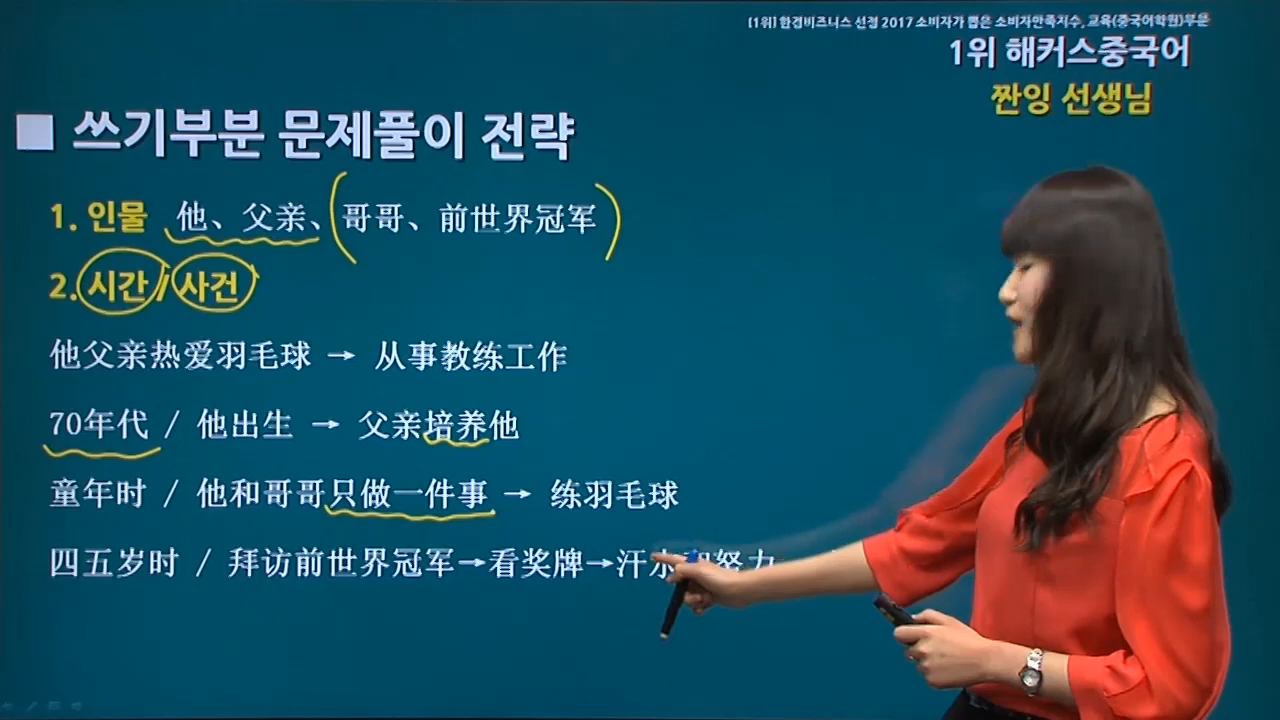 [1위] 한경비즈니스 선정 2017 소비자가 뽑은 소비자만족지수, 교육(중국어학원)부문
1위 해커스중국어
짠잉 선생님
■ 쓰기부분 문제풀이 전략
1. 인물 他、父亲、(哥哥、前世界冠军)
2. 시간 / 사건
他父亲热爱羽毛球 → 从事教练工作
70年代 / 他出生 → 父亲培养他
童年时 / 他和哥哥只做一件事 → 练羽毛球
四五岁时 / 拜访前世界冠军→看奖牌→汗水和努力